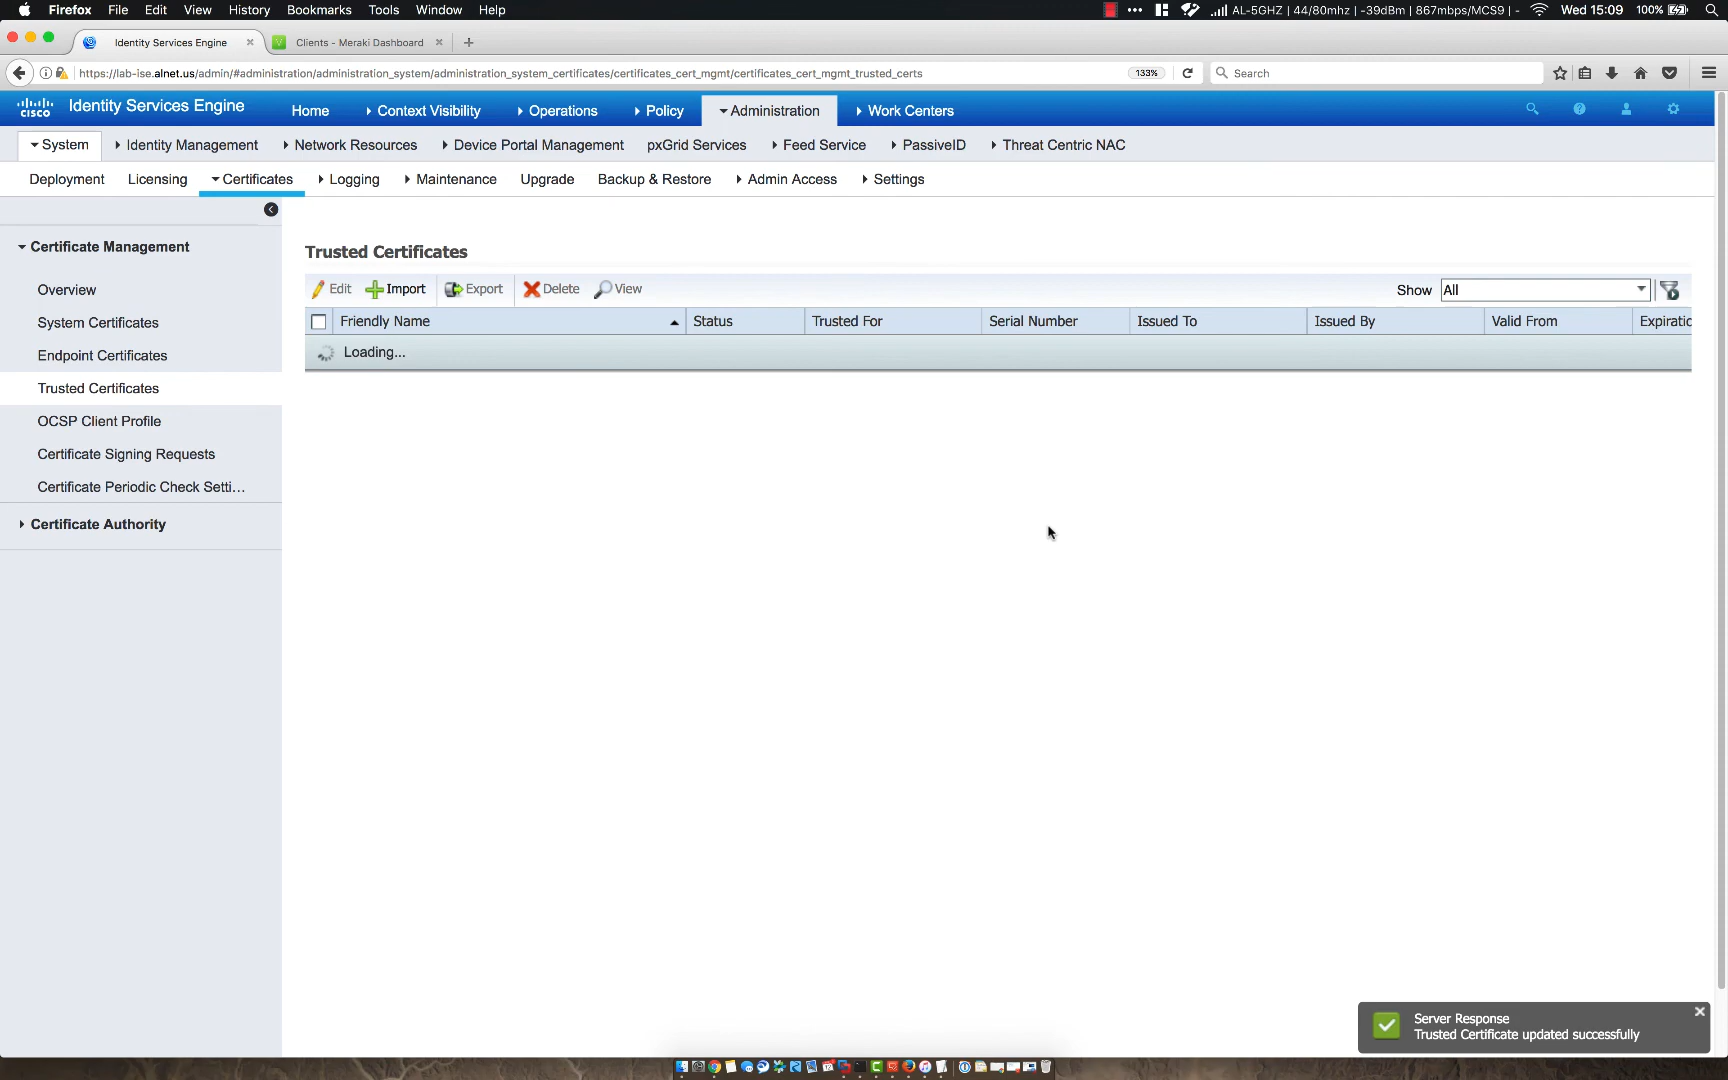 Firefox File Edit View History Bookmarks Tools Window Help AL-5GHZ | 44/80mhz | -39dBm | 867mbps/MCS9 | - Wed 15:09 100%
Identity Services Engine Clients - Meraki Dashboard
https://lab-ise.alnet.us/admin/#administration/administration_system/administration_system_certificates/certificates_cert_mgmt/certificates_cert_mgmt_trusted_certs 133% Search
cisco Identity Services Engine Home Context Visibility Operations Policy Administration Work Centers
System Identity Management Network Resources Device Portal Management pxGrid Services Feed Service PassiveID Threat Centric NAC
Deployment Licensing Certificates Logging Maintenance Upgrade Backup & Restore Admin Access Settings
Certificate Management
Overview
System Certificates
Endpoint Certificates
Trusted Certificates
OCSP Client Profile
Certificate Signing Requests
Certificate Periodic Check Setti...
Certificate Authority
Trusted Certificates
Edit Import Export Delete View Show All
Friendly Name Status Trusted For Serial Number Issued To Issued By Valid From Expiratio
Loading...
Server Response
Trusted Certificate updated successfully